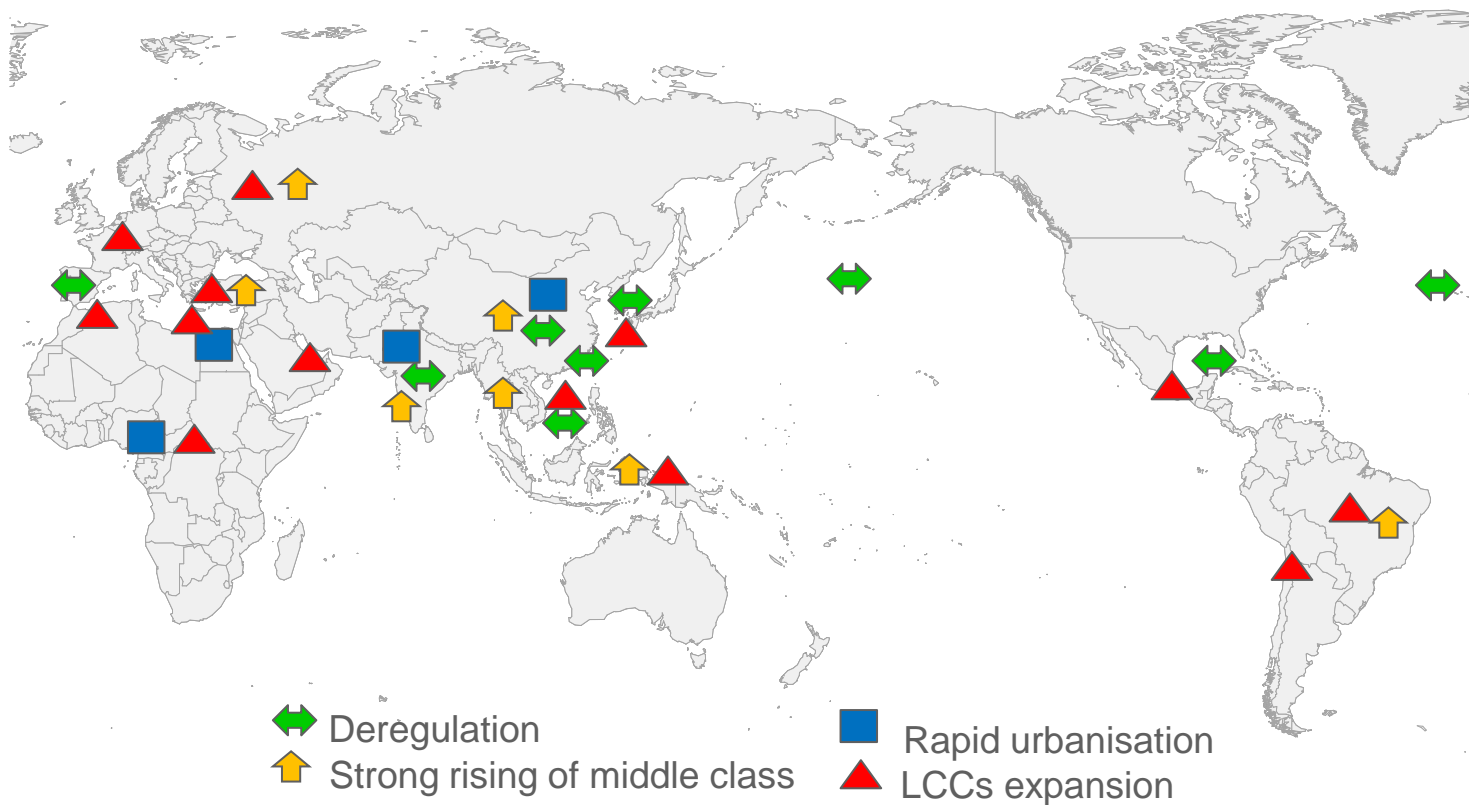 Deregulation
Strong rising of middle class
Rapid urbanisation
LCCs expansion